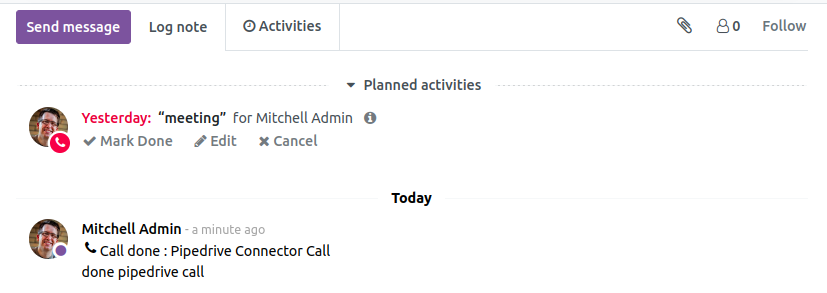 Send message Log note Activities 0 Follow
Planned activities
Yesterday: “meeting” for Mitchell Admin
Mark Done Edit Cancel
Today
Mitchell Admin - a minute ago
Call done : Pipedrive Connector Call
done pipedrive call